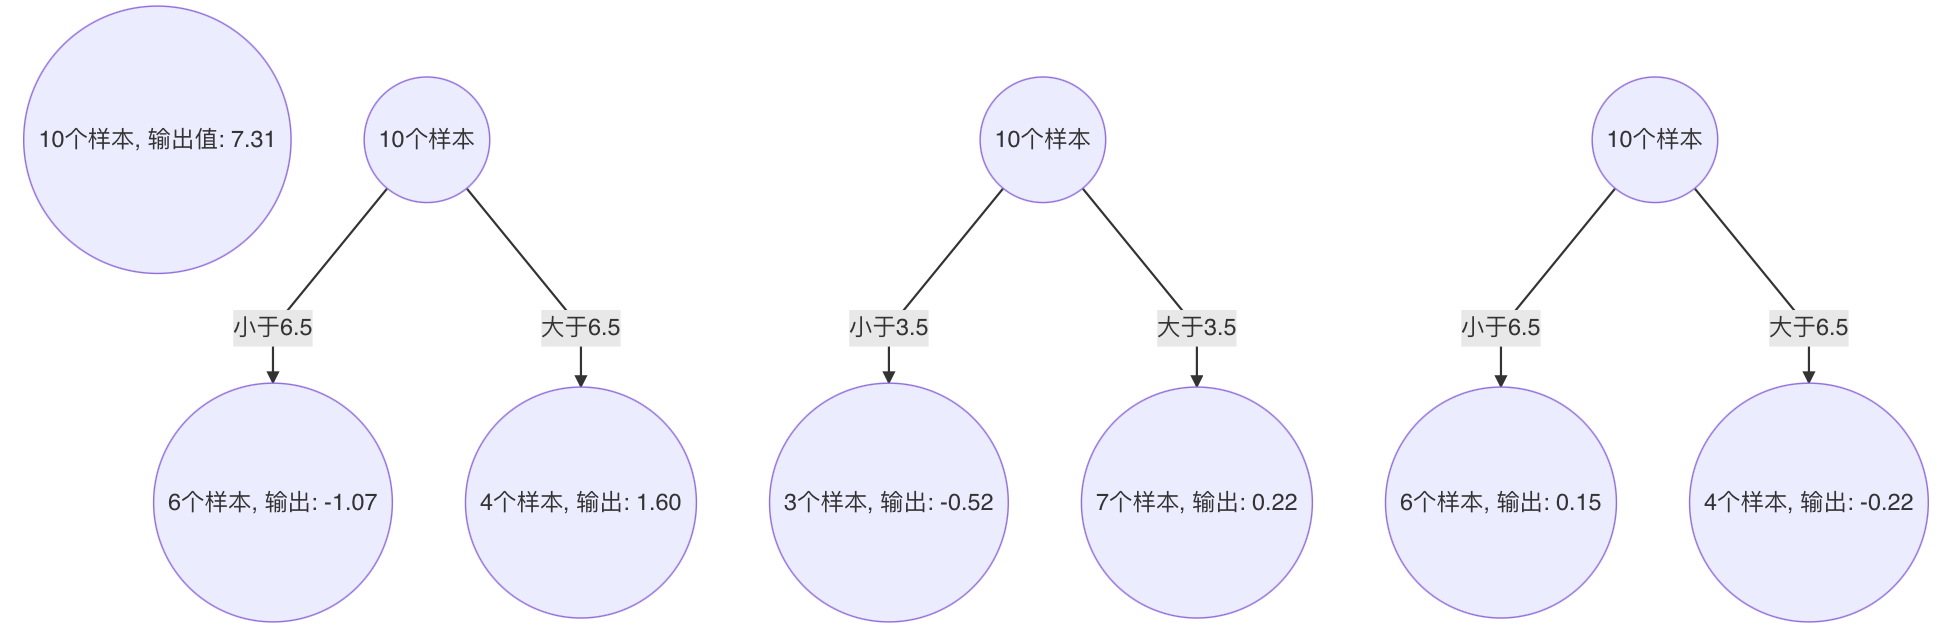 10个样本, 输出值: 7.31
10个样本
10个样本
10个样本
小于6.5
大于6.5
小于3.5
大于3.5
小于6.5
大于6.5
6个样本, 输出: -1.07
4个样本, 输出: 1.60
3个样本, 输出: -0.52
7个样本, 输出: 0.22
6个样本, 输出: 0.15
4个样本, 输出: -0.22